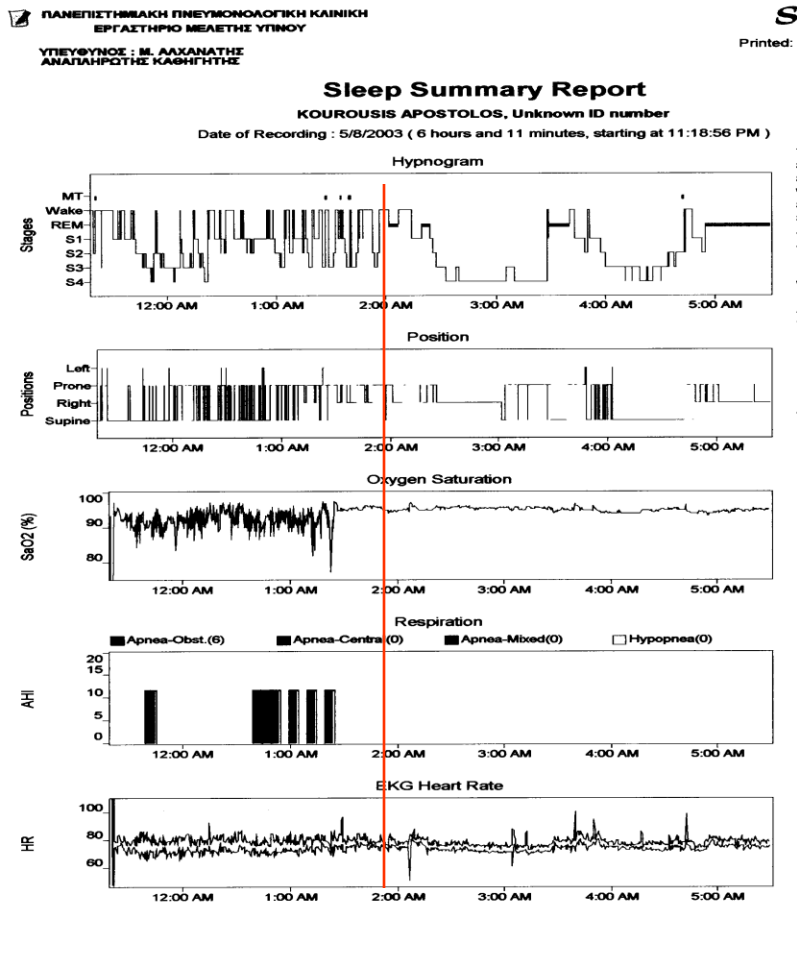 ΠΑΝΕΠΙΣΤΗΜΙΑΚΗ ΠΝΕΥΜΟΝΟΛΟΓΙΚΗ ΚΛΙΝΙΚΗ
ΕΡΓΑΣΤΗΡΙΟ ΜΕΛΕΤΗΣ ΥΠΝΟΥ
S
Printed:
ΥΠΕΥΘΥΝΟΣ : Μ. ΑΛΧΑΝΑΤΗΣ
ΑΝΑΠΛΗΡΩΤΗΣ ΚΑΘΗΓΗΤΗΣ
Sleep Summary Report
KOUROUSIS APOSTOLOS, Unknown ID number
Date of Recording : 5/8/2003 ( 6 hours and 11 minutes, starting at 11:18:56 PM )
Hypnogram
Stages
MT
Wake
REM
S1
S2
S3
S4
12:00 AM 1:00 AM 2:00 AM 3:00 AM 4:00 AM 5:00 AM
Position
Positions
Left
Prone
Right
Supine
12:00 AM 1:00 AM 2:00 AM 3:00 AM 4:00 AM 5:00 AM
Oxygen Saturation
SaO2 (%)
100
90
80
12:00 AM 1:00 AM 2:00 AM 3:00 AM 4:00 AM 5:00 AM
Respiration
Apnea-Obst.(6) Apnea-Central(0) Apnea-Mixed(0) Hypopnea(0)
AHI
20
15
10
5
0
12:00 AM 1:00 AM 2:00 AM 3:00 AM 4:00 AM 5:00 AM
EKG Heart Rate
HR
100
80
60
12:00 AM 1:00 AM 2:00 AM 3:00 AM 4:00 AM 5:00 AM